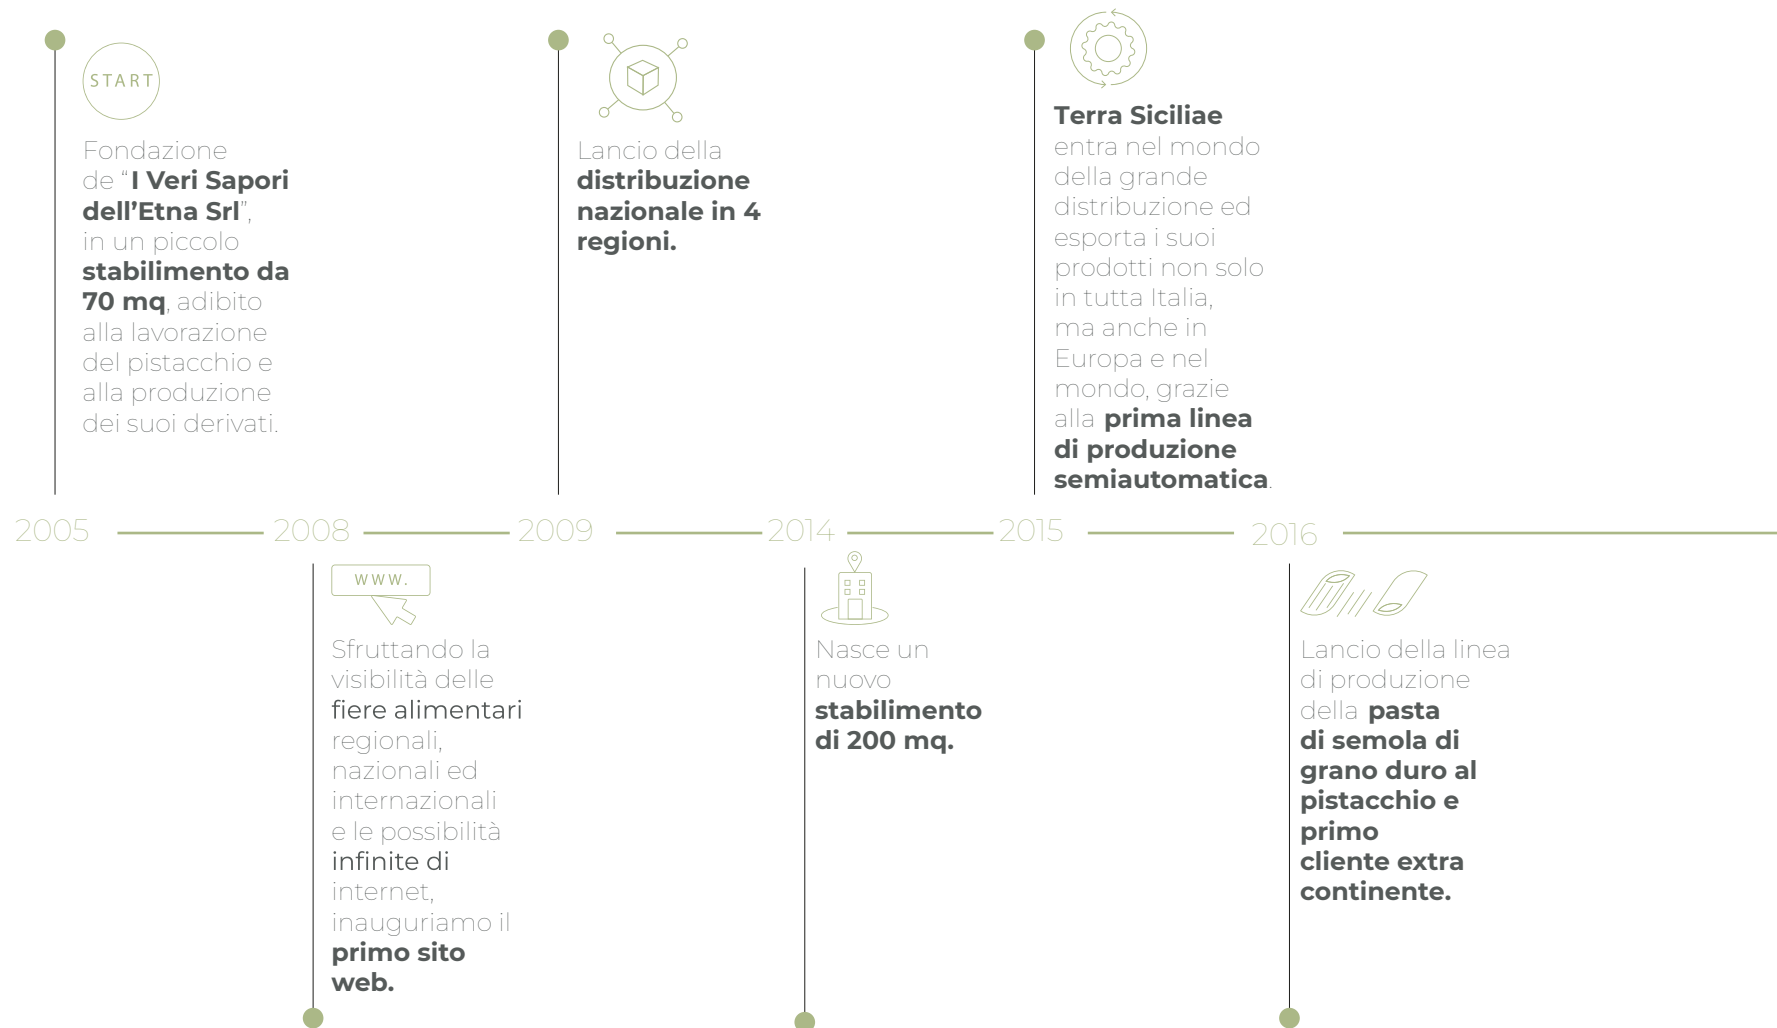 START
Fondazione
de “I Veri Sapori
dell’Etna Srl”,
in un piccolo
stabilimento da
70 mq, adibito
alla lavorazione
del pistacchio e
alla produzione
dei suoi derivati.
Lancio della
distribuzione
nazionale in 4
regioni.
Terra Siciliae
entra nel mondo
della grande
distribuzione ed
esporta i suoi
prodotti non solo
in tutta Italia,
ma anche in
Europa e nel
mondo, grazie
alla prima linea
di produzione
semiautomatica.
2005
2008
2009
2014
2015
2016
WWW.
Sfruttando la
visibilità delle
fiere alimentari
regionali,
nazionali ed
internazionali
e le possibilità
infinite di
internet,
inauguriamo il
primo sito
web.
Nasce un
nuovo
stabilimento
di 200 mq.
Lancio della linea
di produzione
della pasta
di semola di
grano duro al
pistacchio e
primo
cliente extra
continente.